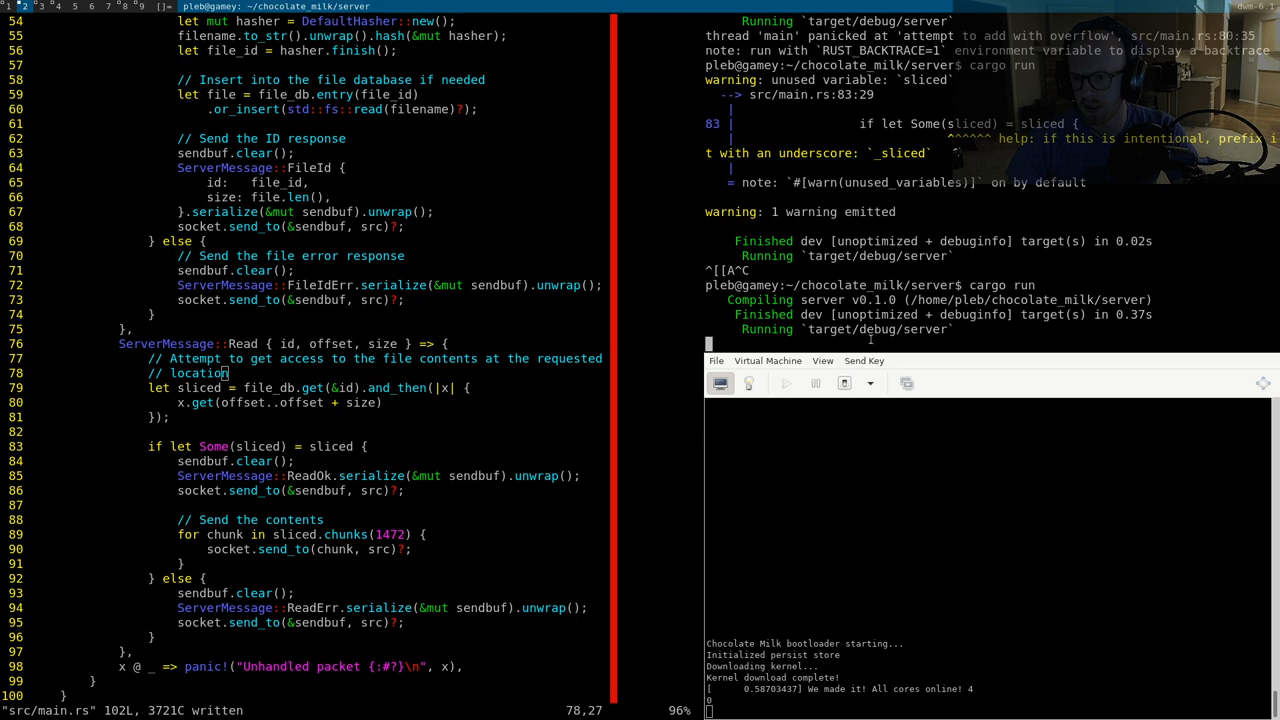 1 2 3 4 5 6 7 8 9 []= pleb@gamey: ~/chocolate_milk/server dwm-6.1
54 let mut hasher = DefaultHasher::new();
55 filename.to_str().unwrap().hash(&mut hasher);
56 let file_id = hasher.finish();
57
58 // Insert into the file database if needed
59 let file = file_db.entry(file_id)
60 .or_insert(std::fs::read(filename)?);
61
62 // Send the ID response
63 sendbuf.clear();
64 ServerMessage::FileId {
65 id: file_id,
66 size: file.len(),
67 }.serialize(&mut sendbuf).unwrap();
68 socket.send_to(&sendbuf, src)?;
69 } else {
70 // Send the file error response
71 sendbuf.clear();
72 ServerMessage::FileIdErr.serialize(&mut sendbuf).unwrap();
73 socket.send_to(&sendbuf, src)?;
74 }
75 },
76 ServerMessage::Read { id, offset, size } => {
77 // Attempt to get access to the file contents at the requested
78 // location
79 let sliced = file_db.get(&id).and_then(|x| {
80 x.get(offset..offset + size)
81 });
82
83 if let Some(sliced) = sliced {
84 sendbuf.clear();
85 ServerMessage::ReadOk.serialize(&mut sendbuf).unwrap();
86 socket.send_to(&sendbuf, src)?;
87
88 // Send the contents
89 for chunk in sliced.chunks(1472) {
90 socket.send_to(chunk, src)?;
91 }
92 } else {
93 sendbuf.clear();
94 ServerMessage::ReadErr.serialize(&mut sendbuf).unwrap();
95 socket.send_to(&sendbuf, src)?;
96 }
97 },
98 x @ _ => panic!("Unhandled packet {:#?}\n", x),
99 }
100 }
"src/main.rs" 102L, 3721C written 78,27 96%
Running `target/debug/server`
thread 'main' panicked at 'attempt to add with overflow', src/main.rs:80:35
note: run with `RUST_BACKTRACE=1` environment variable to display a backtrace
pleb@gamey:~/chocolate_milk/server$ cargo run
warning: unused variable: `sliced`
--> src/main.rs:83:29
|
83 | if let Some(sliced) = sliced {
| ^^^^^^ help: if this is intentional, prefix i
t with an underscore: `_sliced`
|
= note: `#[warn(unused_variables)]` on by default
warning: 1 warning emitted
Finished dev [unoptimized + debuginfo] target(s) in 0.02s
Running `target/debug/server`
^[[A^C
pleb@gamey:~/chocolate_milk/server$ cargo run
Compiling server v0.1.0 (/home/pleb/chocolate_milk/server)
Finished dev [unoptimized + debuginfo] target(s) in 0.37s
Running `target/debug/server`
File Virtual Machine View Send Key
Chocolate Milk bootloader starting...
Initialized persist store
Downloading kernel...
Kernel download complete!
[ 0.58703437] We made it! All cores online! 4
0